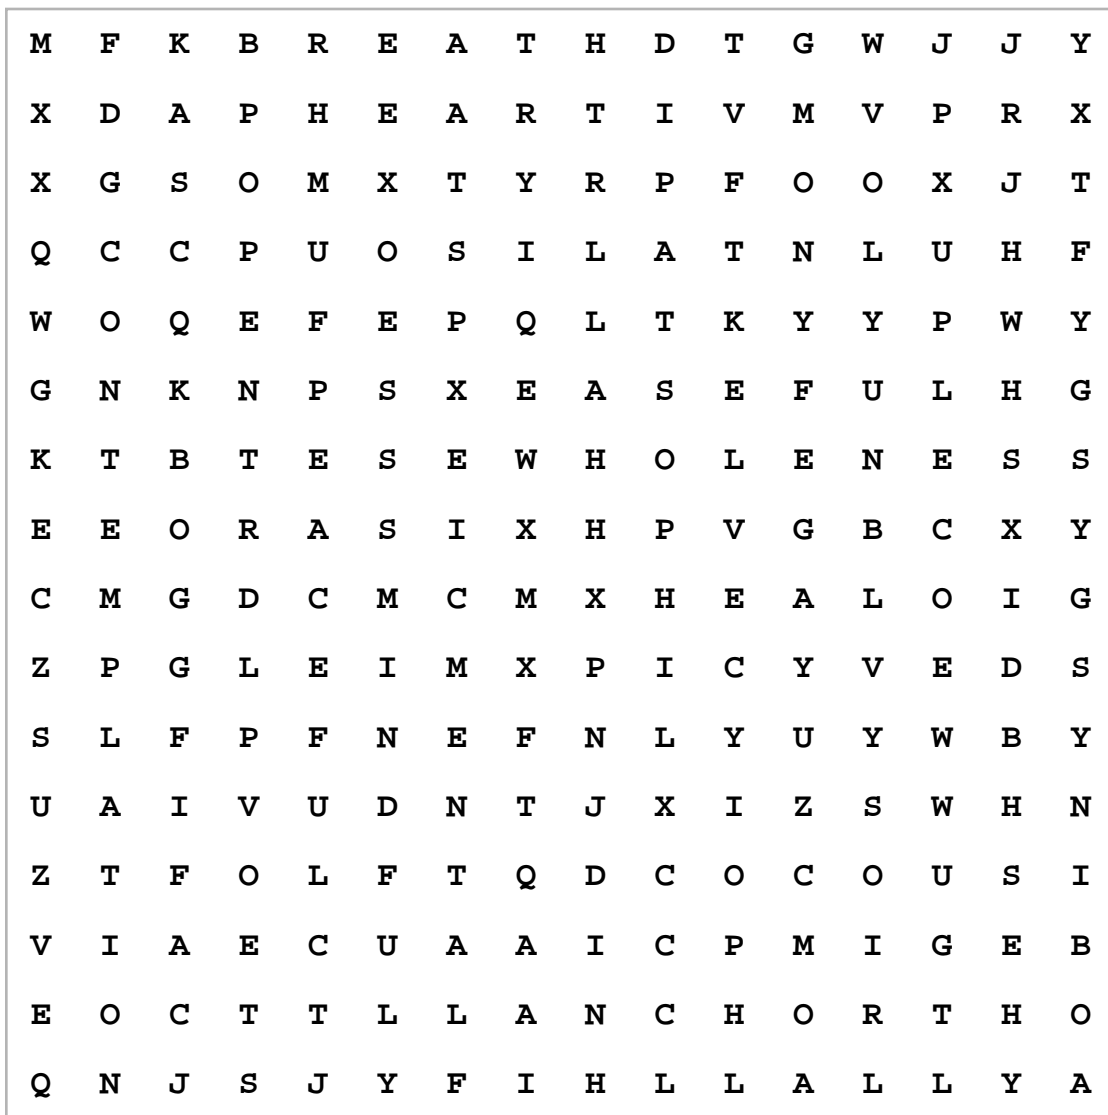 M F K B R E A T H D T G W J J Y
X D A P H E A R T I V M V P R X
X G S O M X T Y R P F O O X J T
Q C C P U O S I L A T N L U H F
W O Q E F E P Q L T K Y Y P W Y
G N K N P S X E A S E F U L H G
K T B T E S E W H O L E N E S S
E E O R A S I X H P V G B C X Y
C M G D C M C M X H E A L O I G
Z P G L E I M X P I C Y V E D S
S L F P F N E F N L Y U Y W B Y
U A I V U D N T J X I Z S W H N
Z T F O L F T Q D C O C O U S I
V I A E C U A A I C P M I G E B
E O C T T L L A N C H O R T H O
Q N J S J Y F I H L L A L L Y A